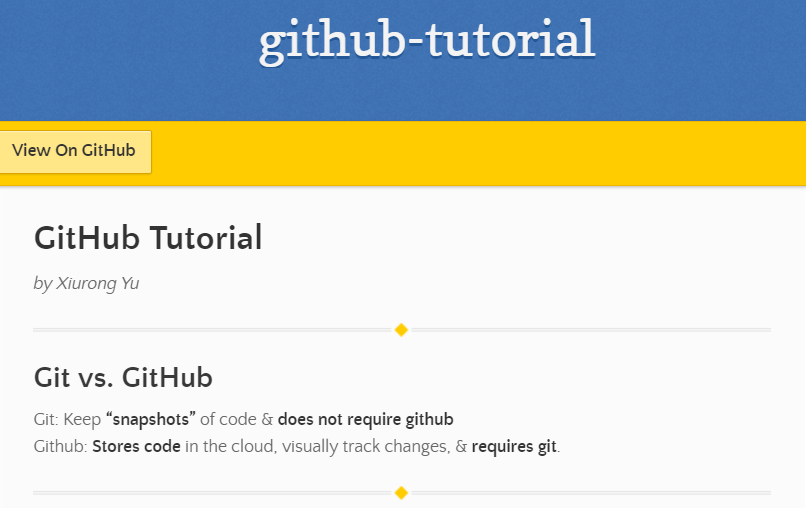 github-tutorial
View On GitHub
GitHub Tutorial
by Xiurong Yu
Git vs. GitHub
Git: Keep “snapshots” of code & does not require github
Github: Stores code in the cloud, visually track changes, & requires git.